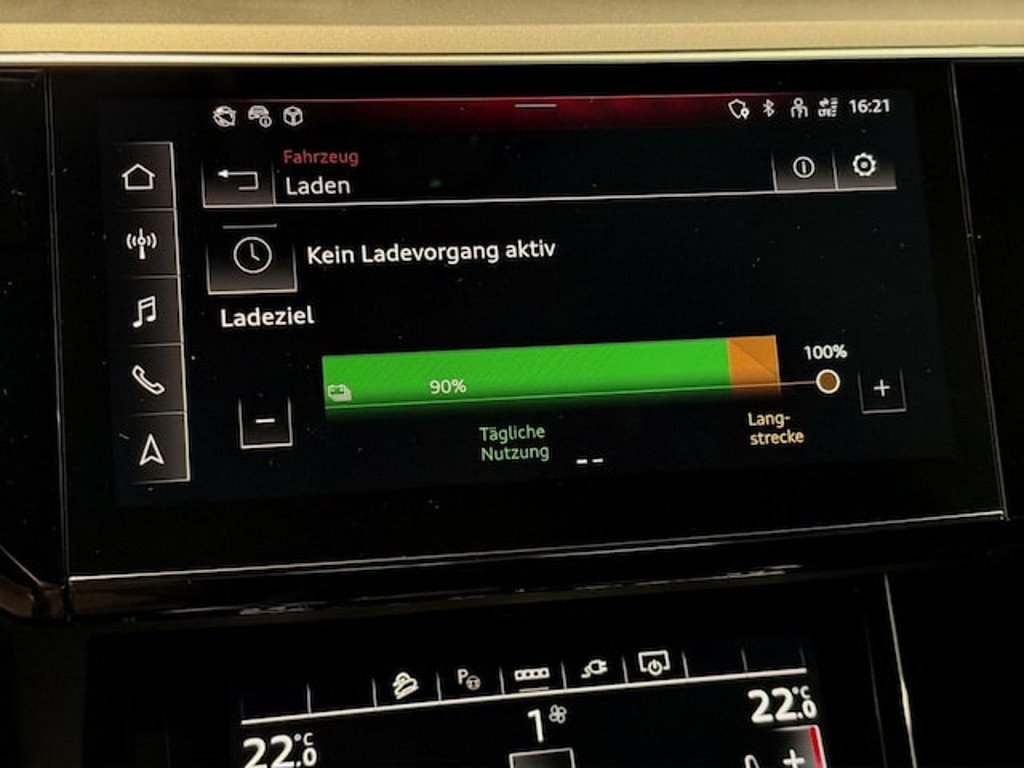 16:21
Fahrzeug
Laden
Kein Ladevorgang aktiv
Ladeziel
100%
90%
−
+
Tägliche
Nutzung
Lang-
strecke
--
P
1
22.0°C
22.0°C
+